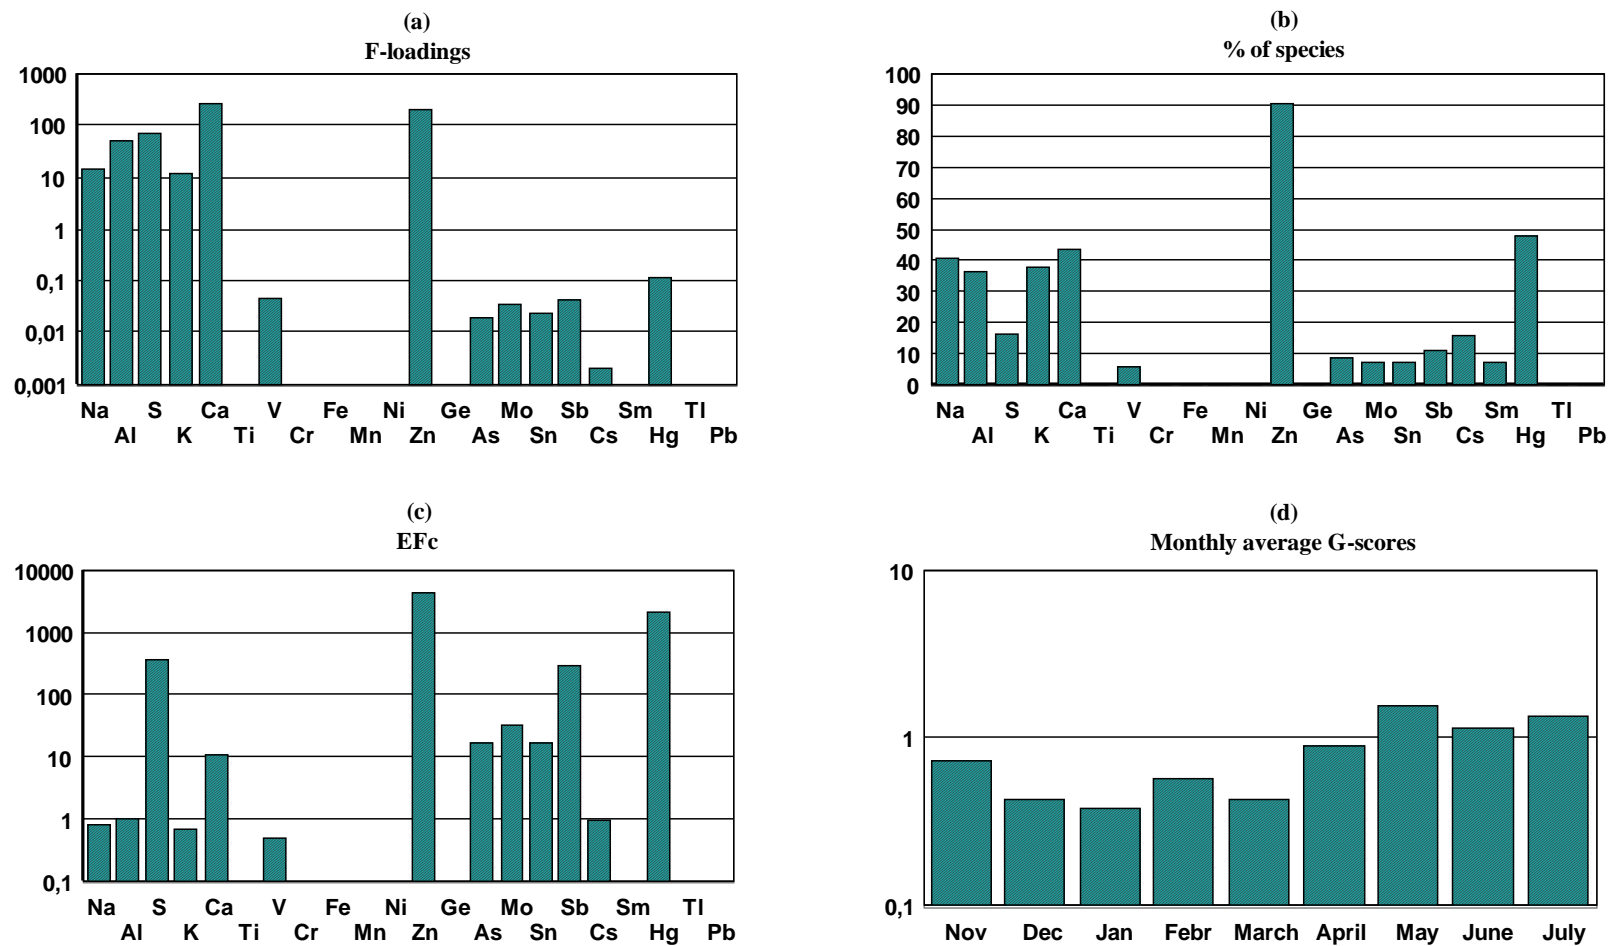 (a)
F-loadings
1000
100
10
1
0,1
0,01
0,001
Na S Ca V Fe Ni Ge Mo Sb Sm Tl
Al K Ti Cr Mn Zn As Sn Cs Hg Pb
(b)
% of species
100
90
80
70
60
50
40
30
20
10
0
Na S Ca V Fe Ni Ge Mo Sb Sm Tl
Al K Ti Cr Mn Zn As Sn Cs Hg Pb
(c)
EFc
10000
1000
100
10
1
0,1
Na S Ca V Fe Ni Ge Mo Sb Sm Tl
Al K Ti Cr Mn Zn As Sn Cs Hg Pb
(d)
Monthly average G-scores
10
1
0,1
Nov Dec Jan Febr March April May June July